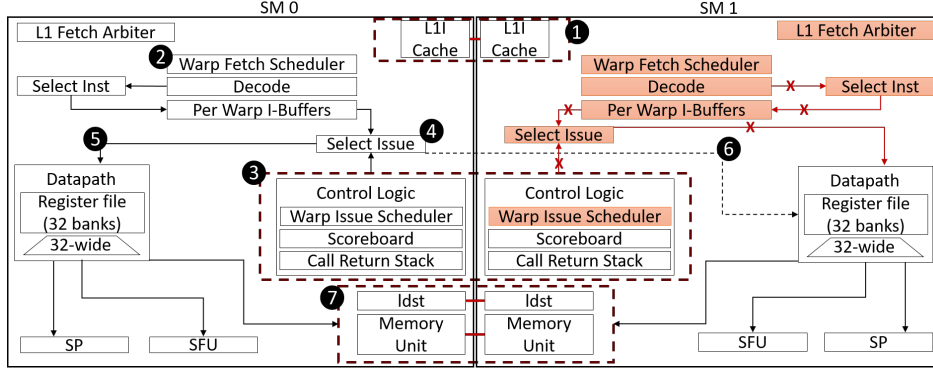 SM 0
SM 1
L1 Fetch Arbiter
L1I
Cache
L1I
Cache
1
L1 Fetch Arbiter
2
Warp Fetch Scheduler
Warp Fetch Scheduler
Select Inst
Decode
Decode
X
Select Inst
Per Warp I-Buffers
X
Per Warp I-Buffers
X
4
Select Issue
Select Issue
X
5
6
3
X
Datapath
Register file
(32 banks)
32-wide
Control Logic
Warp Issue Scheduler
Scoreboard
Call Return Stack
Control Logic
Warp Issue Scheduler
Scoreboard
Call Return Stack
Datapath
Register file
(32 banks)
32-wide
7
ldst
ldst
Memory
Unit
Memory
Unit
SP
SFU
SFU
SP